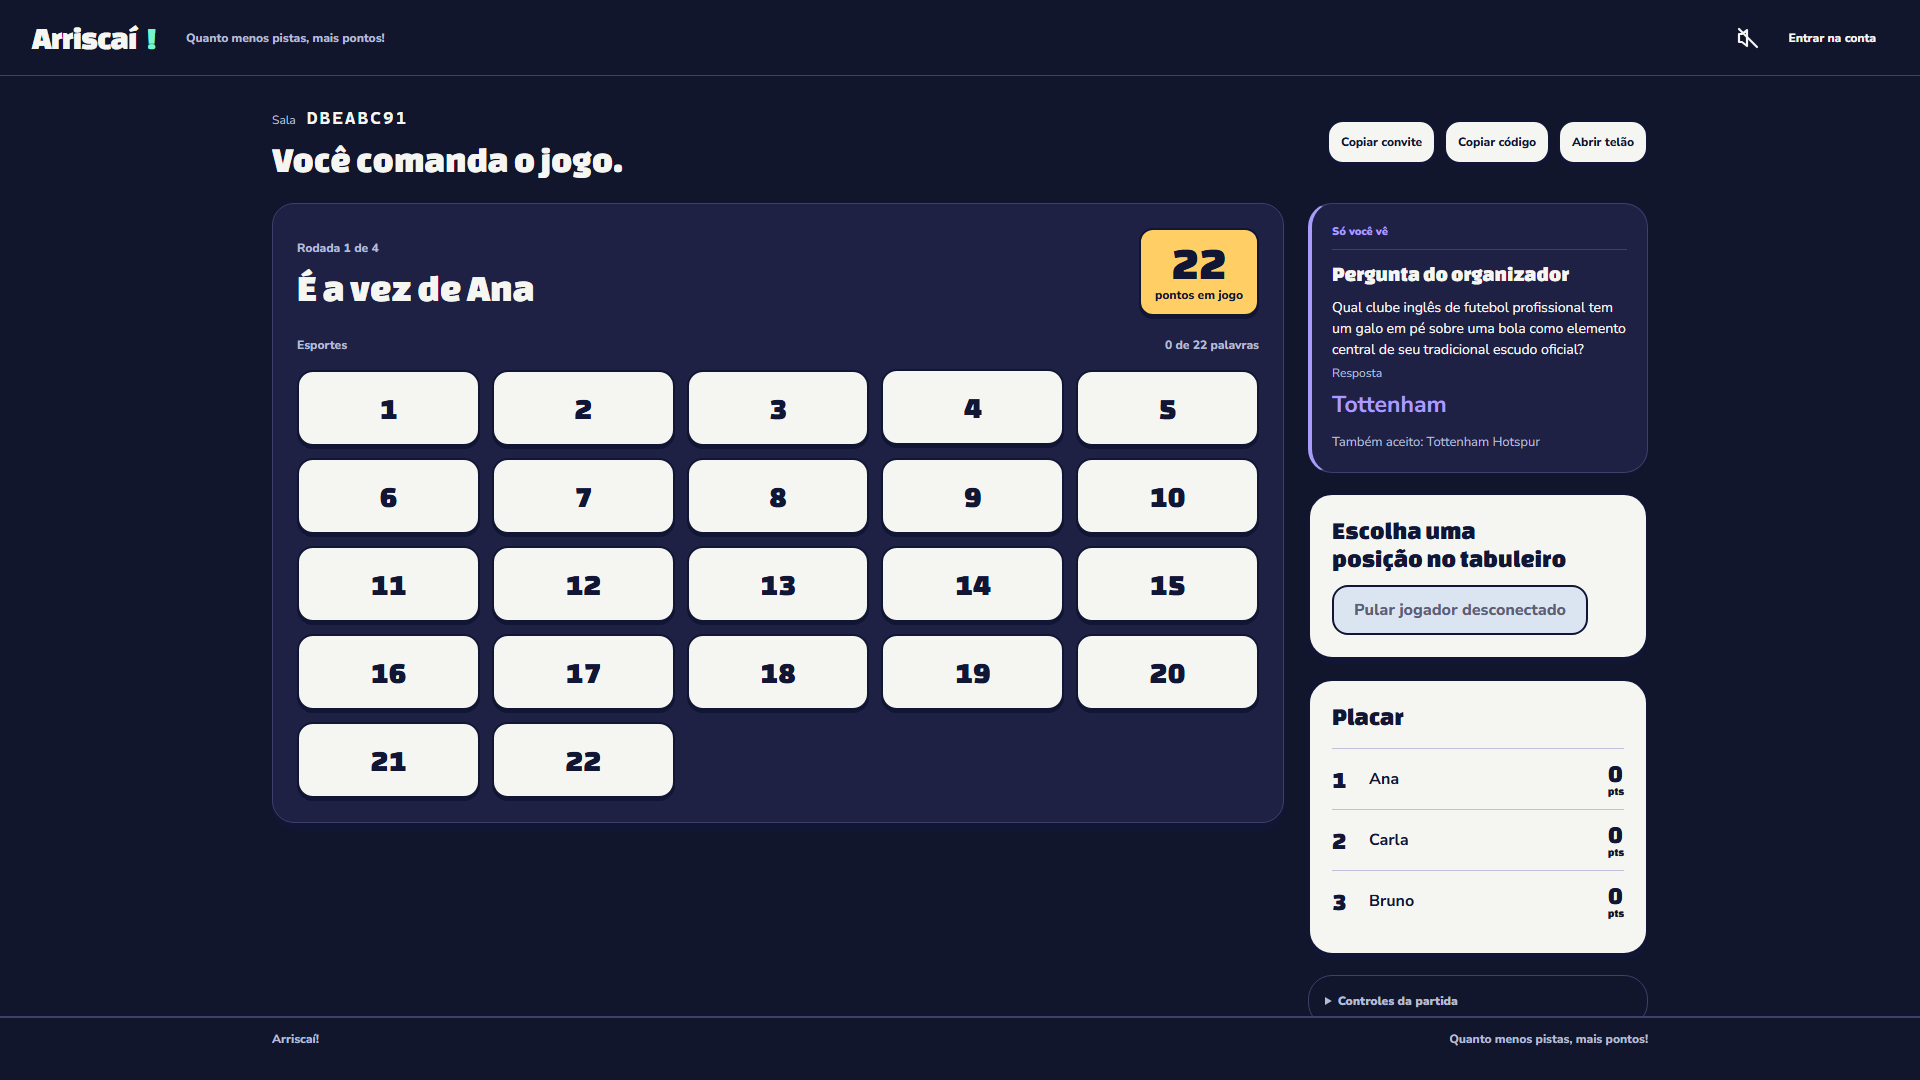 Arriscaí !
Quanto menos pistas, mais pontos!
Entrar na conta
Sala DBEABC91
Você comanda o jogo.
Copiar convite
Copiar código
Abrir telão
Rodada 1 de 4
É a vez de Ana
22
pontos em jogo
Esportes
0 de 22 palavras
1 2 3 4 5
6 7 8 9 10
11 12 13 14 15
16 17 18 19 20
21 22
Só você vê
Pergunta do organizador
Qual clube inglês de futebol profissional tem
um galo em pé sobre uma bola como elemento
central de seu tradicional escudo oficial?
Resposta
Tottenham
Também aceito: Tottenham Hotspur
Escolha uma
posição no tabuleiro
Pular jogador desconectado
Placar
1 Ana 0 pts
2 Carla 0 pts
3 Bruno 0 pts
Controles da partida
Arriscaí!
Quanto menos pistas, mais pontos!